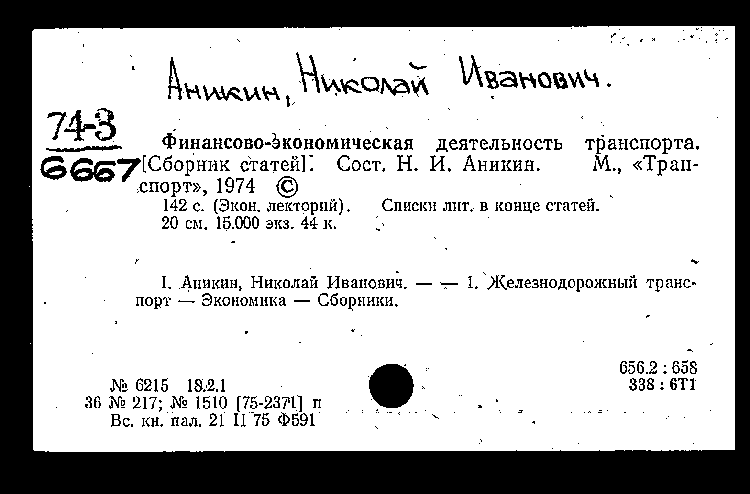 Аникин, Николай Иванович.
74-3
6667
Финансово-экономическая деятельность транспорта.
[Сборник статей]. Сост. Н. И. Аникин. М., «Тран-
спорт», 1974 ©
142 с. (Экон. лекторий). Списки лит. в конце статей.
20 см. 15.000 экз. 44 к.
I. Аникин, Николай Иванович. — — 1. Железнодорожный транс-
порт — Экономика — Сборники.
656.2 : 658
№ 6215 18.2.1
338 : 6Т1
36 № 217; № 1510 [75-2371] п
Вс. кн. пал. 21 II 75 Ф591